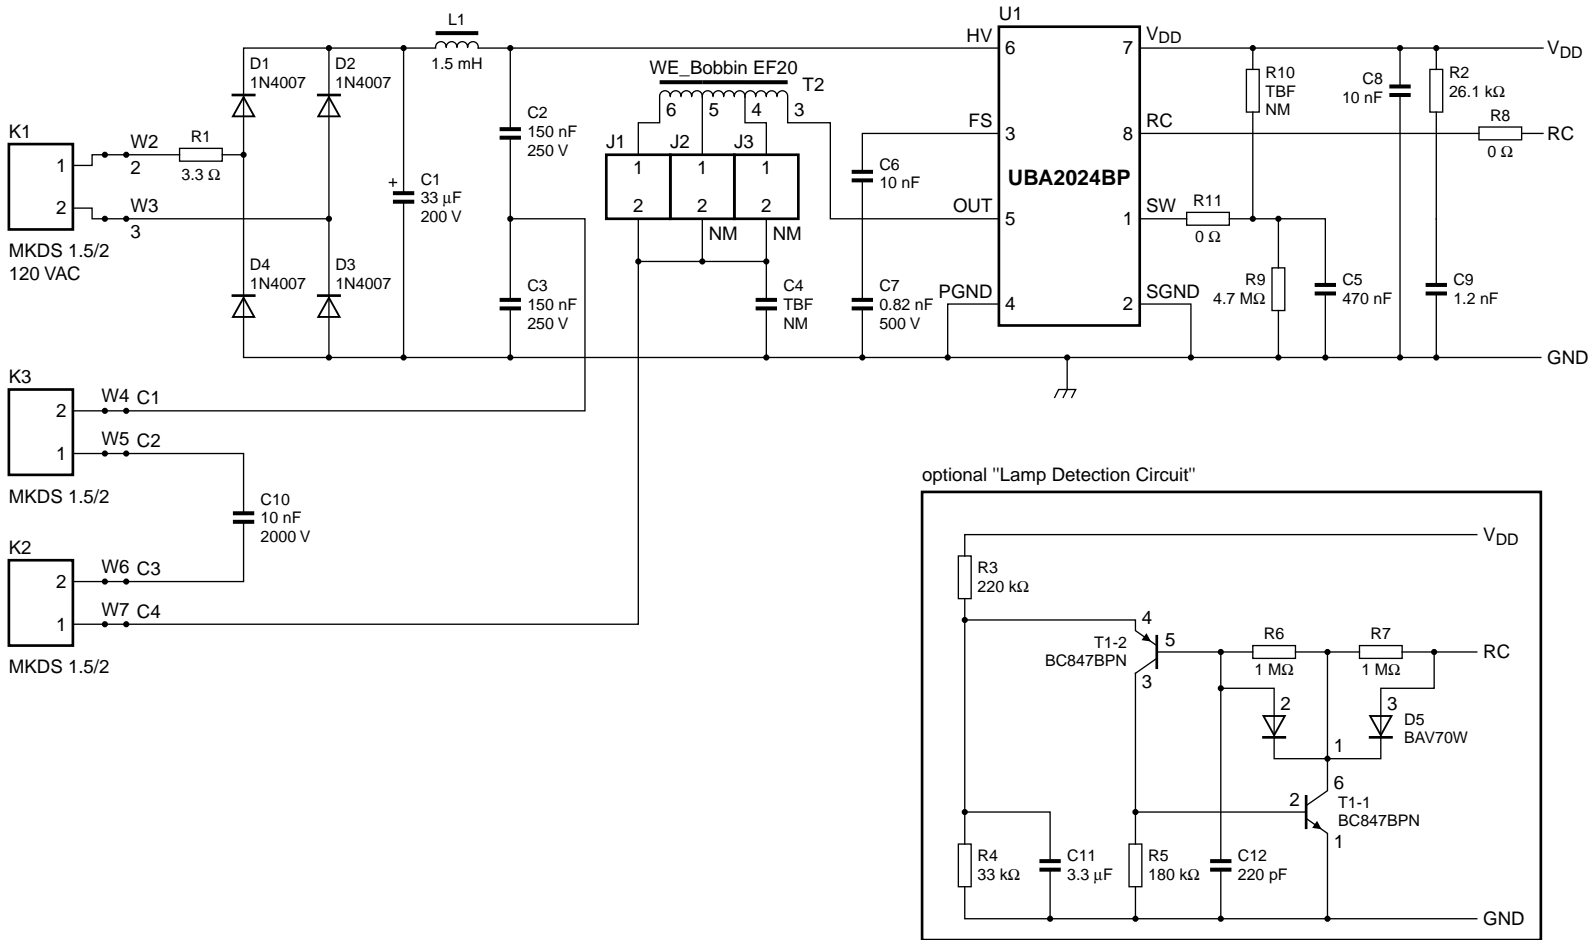 K1
1
2
MKDS 1.5/2
120 VAC
W2
2
W3
3
R1
3.3 Ω
D1
1N4007
D2
1N4007
D4
1N4007
D3
1N4007
+
C1
33 μF
200 V
L1
1.5 mH
C2
150 nF
250 V
C3
150 nF
250 V
WE_Bobbin EF20
T2
6
5
4
3
J1
J2
J3
1
1
1
2
2
2
NM
NM
C4
TBF
NM
C6
10 nF
C7
0.82 nF
500 V
U1
HV
6
7
VDD
FS
3
8
RC
UBA2024BP
OUT
5
1
SW
PGND
4
2
SGND
R11
0 Ω
R10
TBF
NM
R9
4.7 MΩ
C5
470 nF
C8
10 nF
R2
26.1 kΩ
C9
1.2 nF
R8
0 Ω
VDD
RC
GND
K3
2
1
MKDS 1.5/2
W4 C1
W5 C2
C10
10 nF
2000 V
K2
2
1
MKDS 1.5/2
W6 C3
W7 C4
optional "Lamp Detection Circuit"
VDD
R3
220 kΩ
4
T1-2
BC847BPN
5
3
R6
1 MΩ
R7
1 MΩ
RC
2
3
D5
BAV70W
1
6
2
T1-1
BC847BPN
1
R4
33 kΩ
C11
3.3 μF
R5
180 kΩ
C12
220 pF
GND